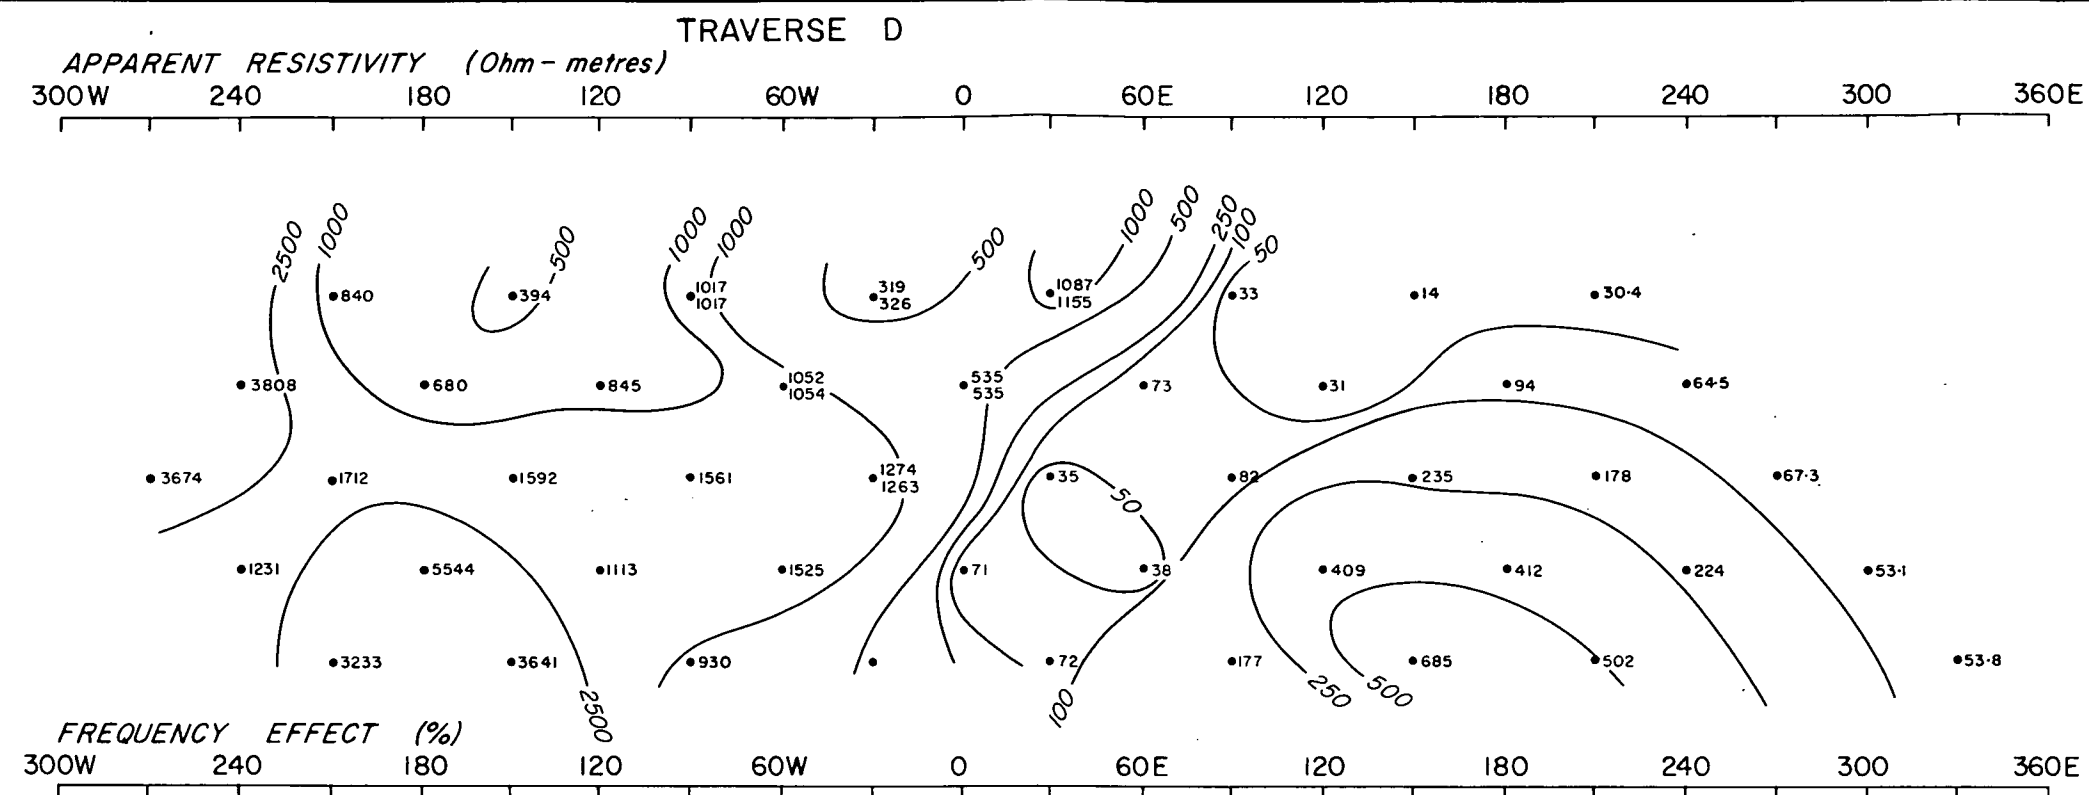 TRAVERSE D
APPARENT RESISTIVITY (Ohm-metres)
300W 240 180 120 60W 0 60E 120 180 240 300 360E
2500 1000 500 1000 1000 500 1000 500 250 100 50
840 394 1017 319 1087 33 14 30·4
1017 326 1155
3808 680 845 1052 535 73 31 94 64·5
1054 535
3674 1712 1592 1561 1274 35 82 235 178 67·3
1263
50
1231 5544 1113 1525 71 38 409 412 224 53·1
3233 3641 930 72 177 685 502 53·8
2500 100 250 500
FREQUENCY EFFECT (%)
300W 240 180 120 60W 0 60E 120 180 240 300 360E